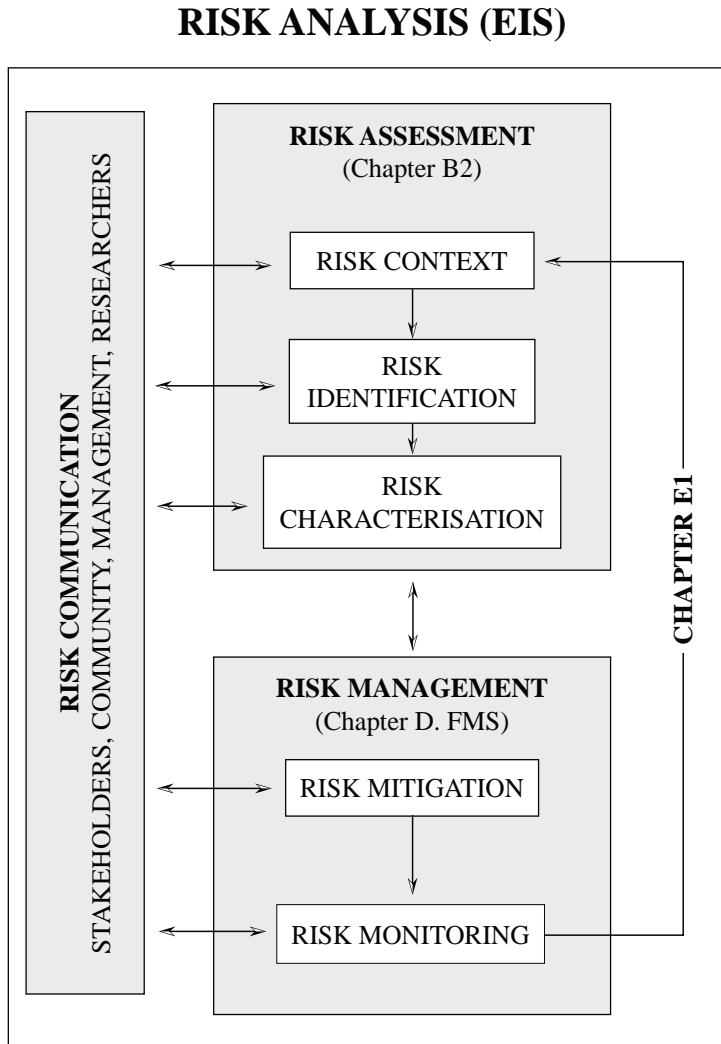 RISK ANALYSIS (EIS)
RISK COMMUNICATION
STAKEHOLDERS, COMMUNITY, MANAGEMENT, RESEARCHERS
RISK ASSESSMENT
(Chapter B2)
RISK CONTEXT
RISK
IDENTIFICATION
RISK
CHARACTERISATION
RISK MANAGEMENT
(Chapter D. FMS)
RISK MITIGATION
RISK MONITORING
CHAPTER E1